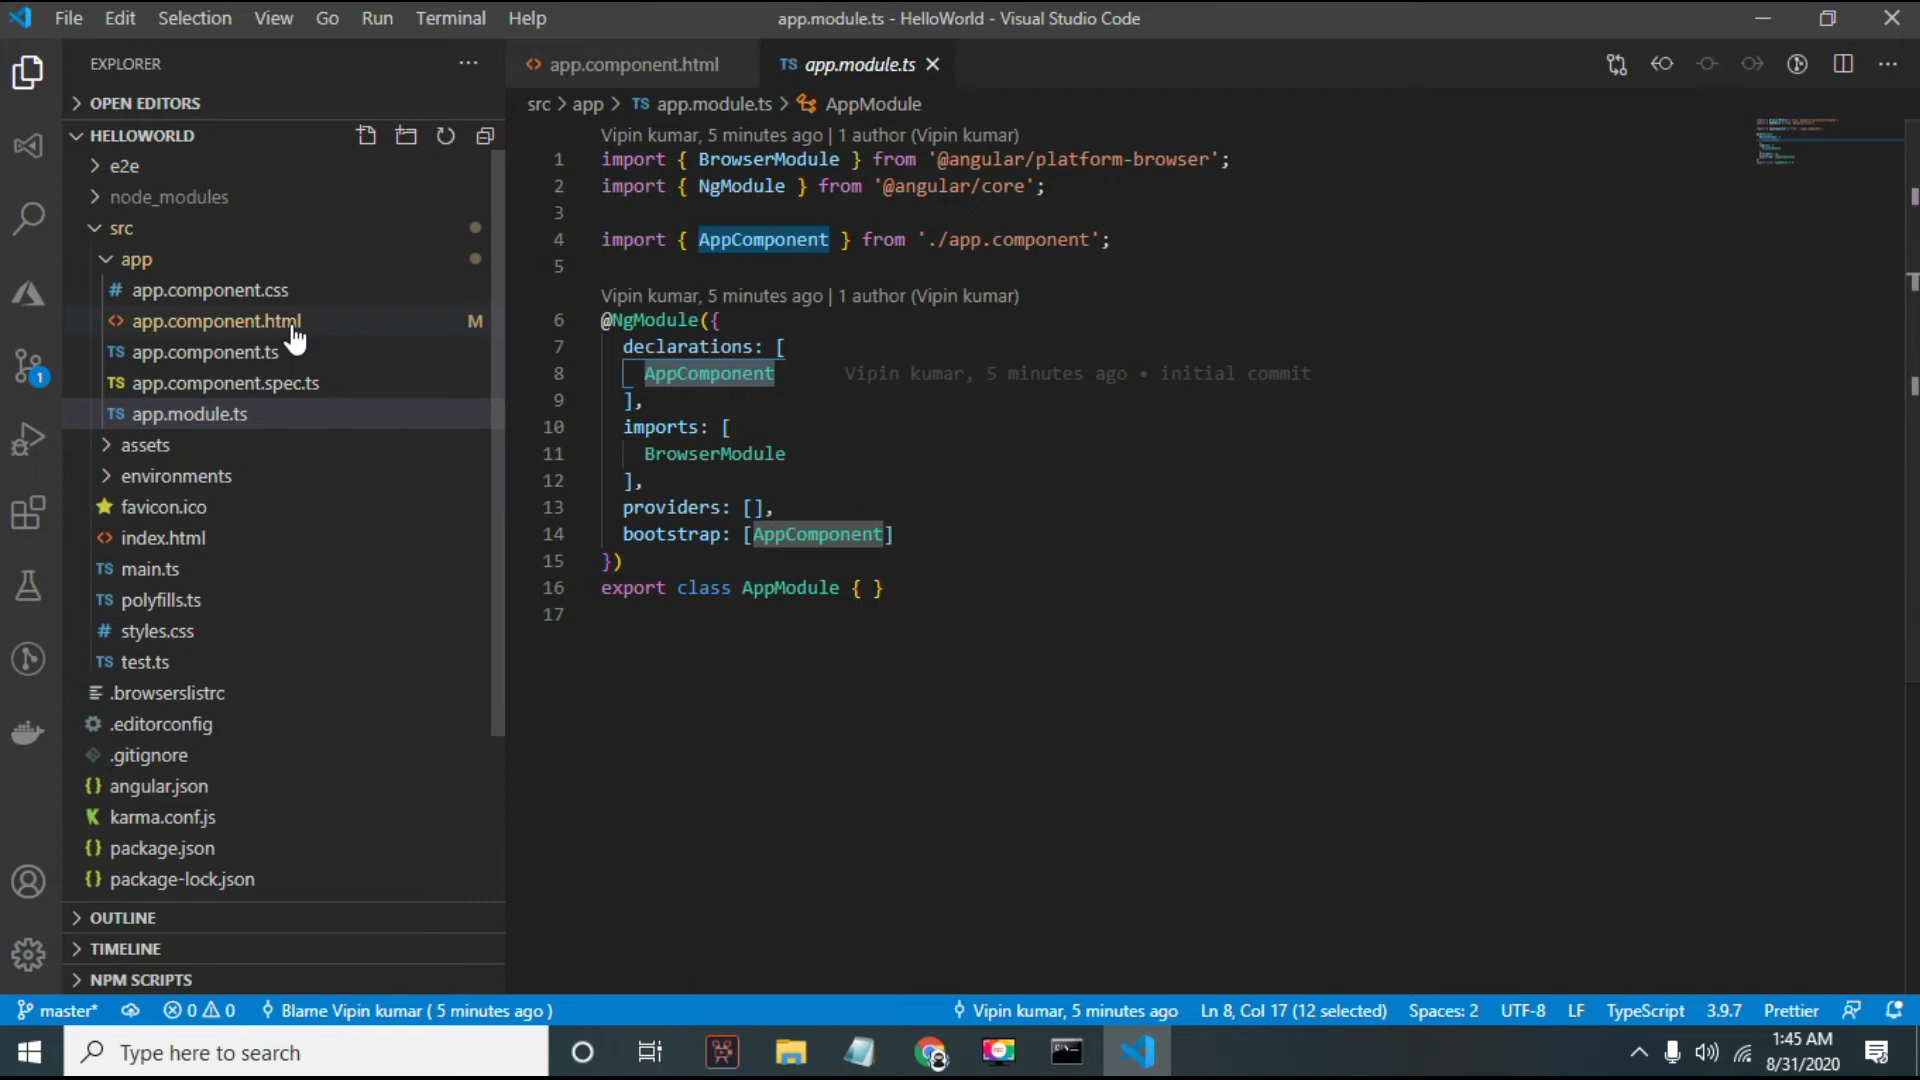 File Edit Selection View Go Run Terminal Help
app.module.ts - HelloWorld - Visual Studio Code
EXPLORER
OPEN EDITORS
HELLOWORLD
e2e
node_modules
src
app
# app.component.css
<> app.component.html M
TS app.component.ts
TS app.component.spec.ts
TS app.module.ts
assets
environments
favicon.ico
<> index.html
TS main.ts
TS polyfills.ts
# styles.css
TS test.ts
.browserslistrc
.editorconfig
.gitignore
{} angular.json
K karma.conf.js
{} package.json
{} package-lock.json
OUTLINE
TIMELINE
NPM SCRIPTS
1
<> app.component.html TS app.module.ts
src > app > TS app.module.ts > AppModule
Vipin kumar, 5 minutes ago | 1 author (Vipin kumar)
1 import { BrowserModule } from '@angular/platform-browser';
2 import { NgModule } from '@angular/core';
3
4 import { AppComponent } from './app.component';
5
Vipin kumar, 5 minutes ago | 1 author (Vipin kumar)
6 @NgModule({
7 declarations: [
8 AppComponent Vipin kumar, 5 minutes ago • initial commit
9 ],
10 imports: [
11 BrowserModule
12 ],
13 providers: [],
14 bootstrap: [AppComponent]
15 })
16 export class AppModule { }
17
master* 0 0 Blame Vipin kumar ( 5 minutes ago )
Vipin kumar, 5 minutes ago Ln 8, Col 17 (12 selected) Spaces: 2 UTF-8 LF TypeScript 3.9.7 Prettier
Type here to search
1:45 AM
8/31/2020